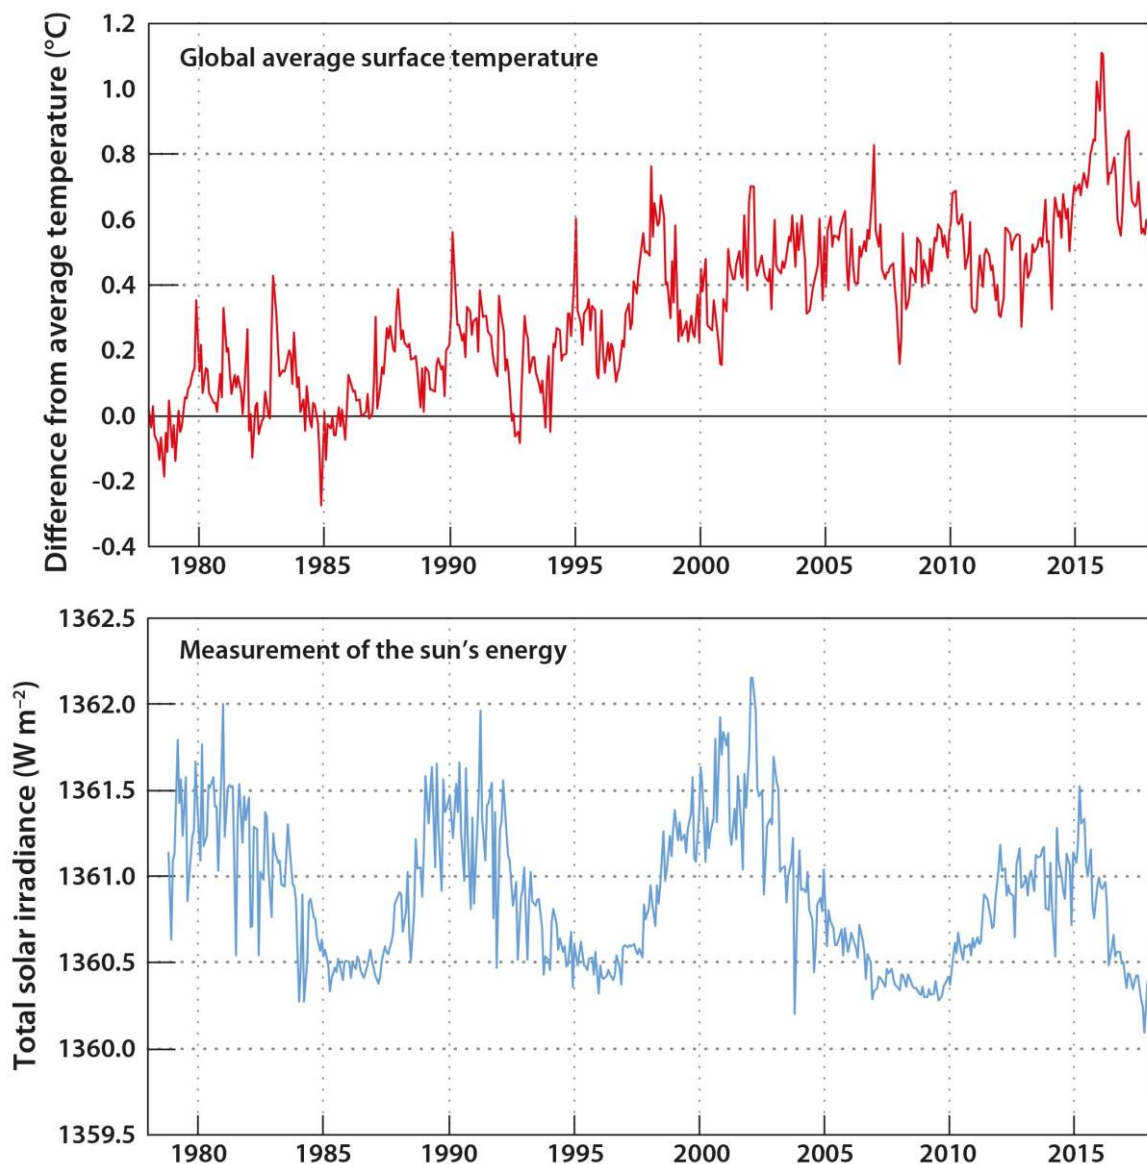 Difference from average temperature (°C)
Global average surface temperature
1.2
1.0
0.8
0.6
0.4
0.2
0.0
-0.2
-0.4
1980 1985 1990 1995 2000 2005 2010 2015
Total solar irradiance (W m⁻²)
Measurement of the sun’s energy
1362.5
1362.0
1361.5
1361.0
1360.5
1360.0
1359.5
1980 1985 1990 1995 2000 2005 2010 2015